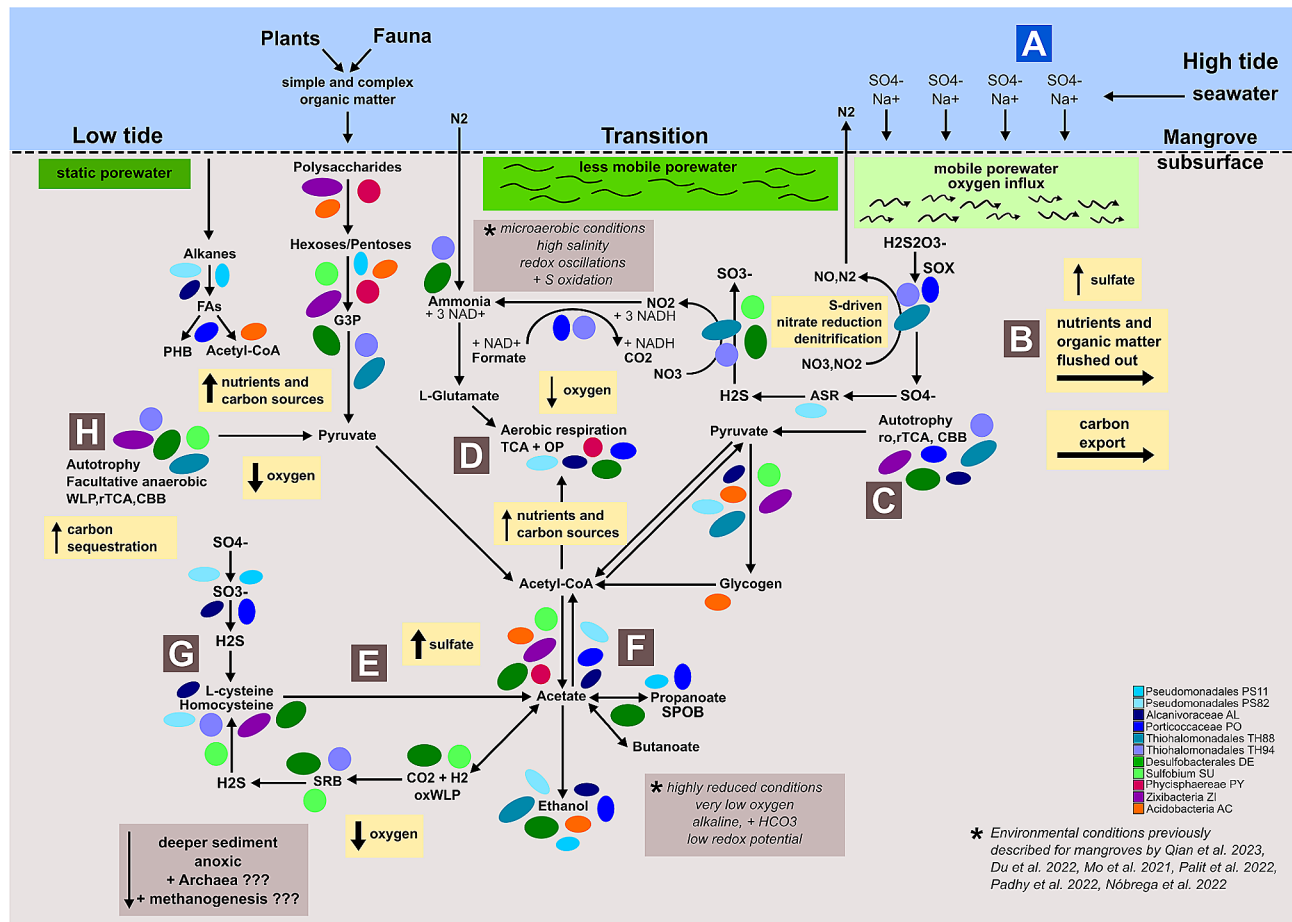 Plants
Fauna
simple and complex
organic matter
A
High tide
SO4-
Na+
SO4-
Na+
SO4-
Na+
SO4-
Na+
seawater
N2
N2
Low tide
Transition
Mangrove
subsurface
static porewater
less mobile porewater
mobile porewater
oxygen influx
Polysaccharides
Alkanes
FAs
PHB
Acetyl-CoA
Hexoses/Pentoses
G3P
* microaerobic conditions
high salinity
redox oscillations
+ S oxidation
Ammonia
+ 3 NAD+
NO2
+ 3 NADH
+ NAD+
Formate
+ NADH
CO2
NO3
SO3-
H2S
NO,N2
S-driven
nitrate reduction
denitrification
NO3,NO2
H2S2O3-
SOX
ASR
SO4-
sulfate
B
nutrients and
organic matter
flushed out
carbon
export
nutrients and
carbon sources
oxygen
L-Glutamate
H
Autotrophy
Facultative anaerobic
WLP,rTCA,CBB
Pyruvate
oxygen
carbon
sequestration
D
Aerobic respiration
TCA + OP
nutrients and
carbon sources
Pyruvate
Autotrophy
ro,rTCA, CBB
C
Acetyl-CoA
Glycogen
SO4-
SO3-
H2S
G
L-cysteine
Homocysteine
E
sulfate
F
Acetate
Propanoate
SPOB
Butanoate
H2S
SRB
CO2 + H2
oxWLP
oxygen
Ethanol
* highly reduced conditions
very low oxygen
alkaline, + HCO3
low redox potential
deeper sediment
anoxic
+ Archaea ???
+ methanogenesis ???
Pseudomonadales PS11
Pseudomonadales PS82
Alcanivoraceae AL
Porticoccaceae PO
Thiohalomonadales TH88
Thiohalomonadales TH94
Desulfobacterales DE
Sulfobium SU
Phycisphaereae PY
Zixibacteria ZI
Acidobacteria AC
* Environmental conditions previously
described for mangroves by Qian et al. 2023,
Du et al. 2022, Mo et al. 2021, Palit et al. 2022,
Padhy et al. 2022, Nóbrega et al. 2022